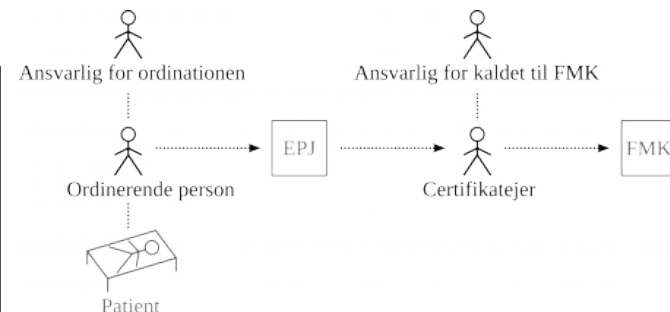 Ansvarlig for ordinationen
Ansvarlig for kaldet til FMK
EPJ
FMK
Ordinerende person
Certifikatejer
Patient